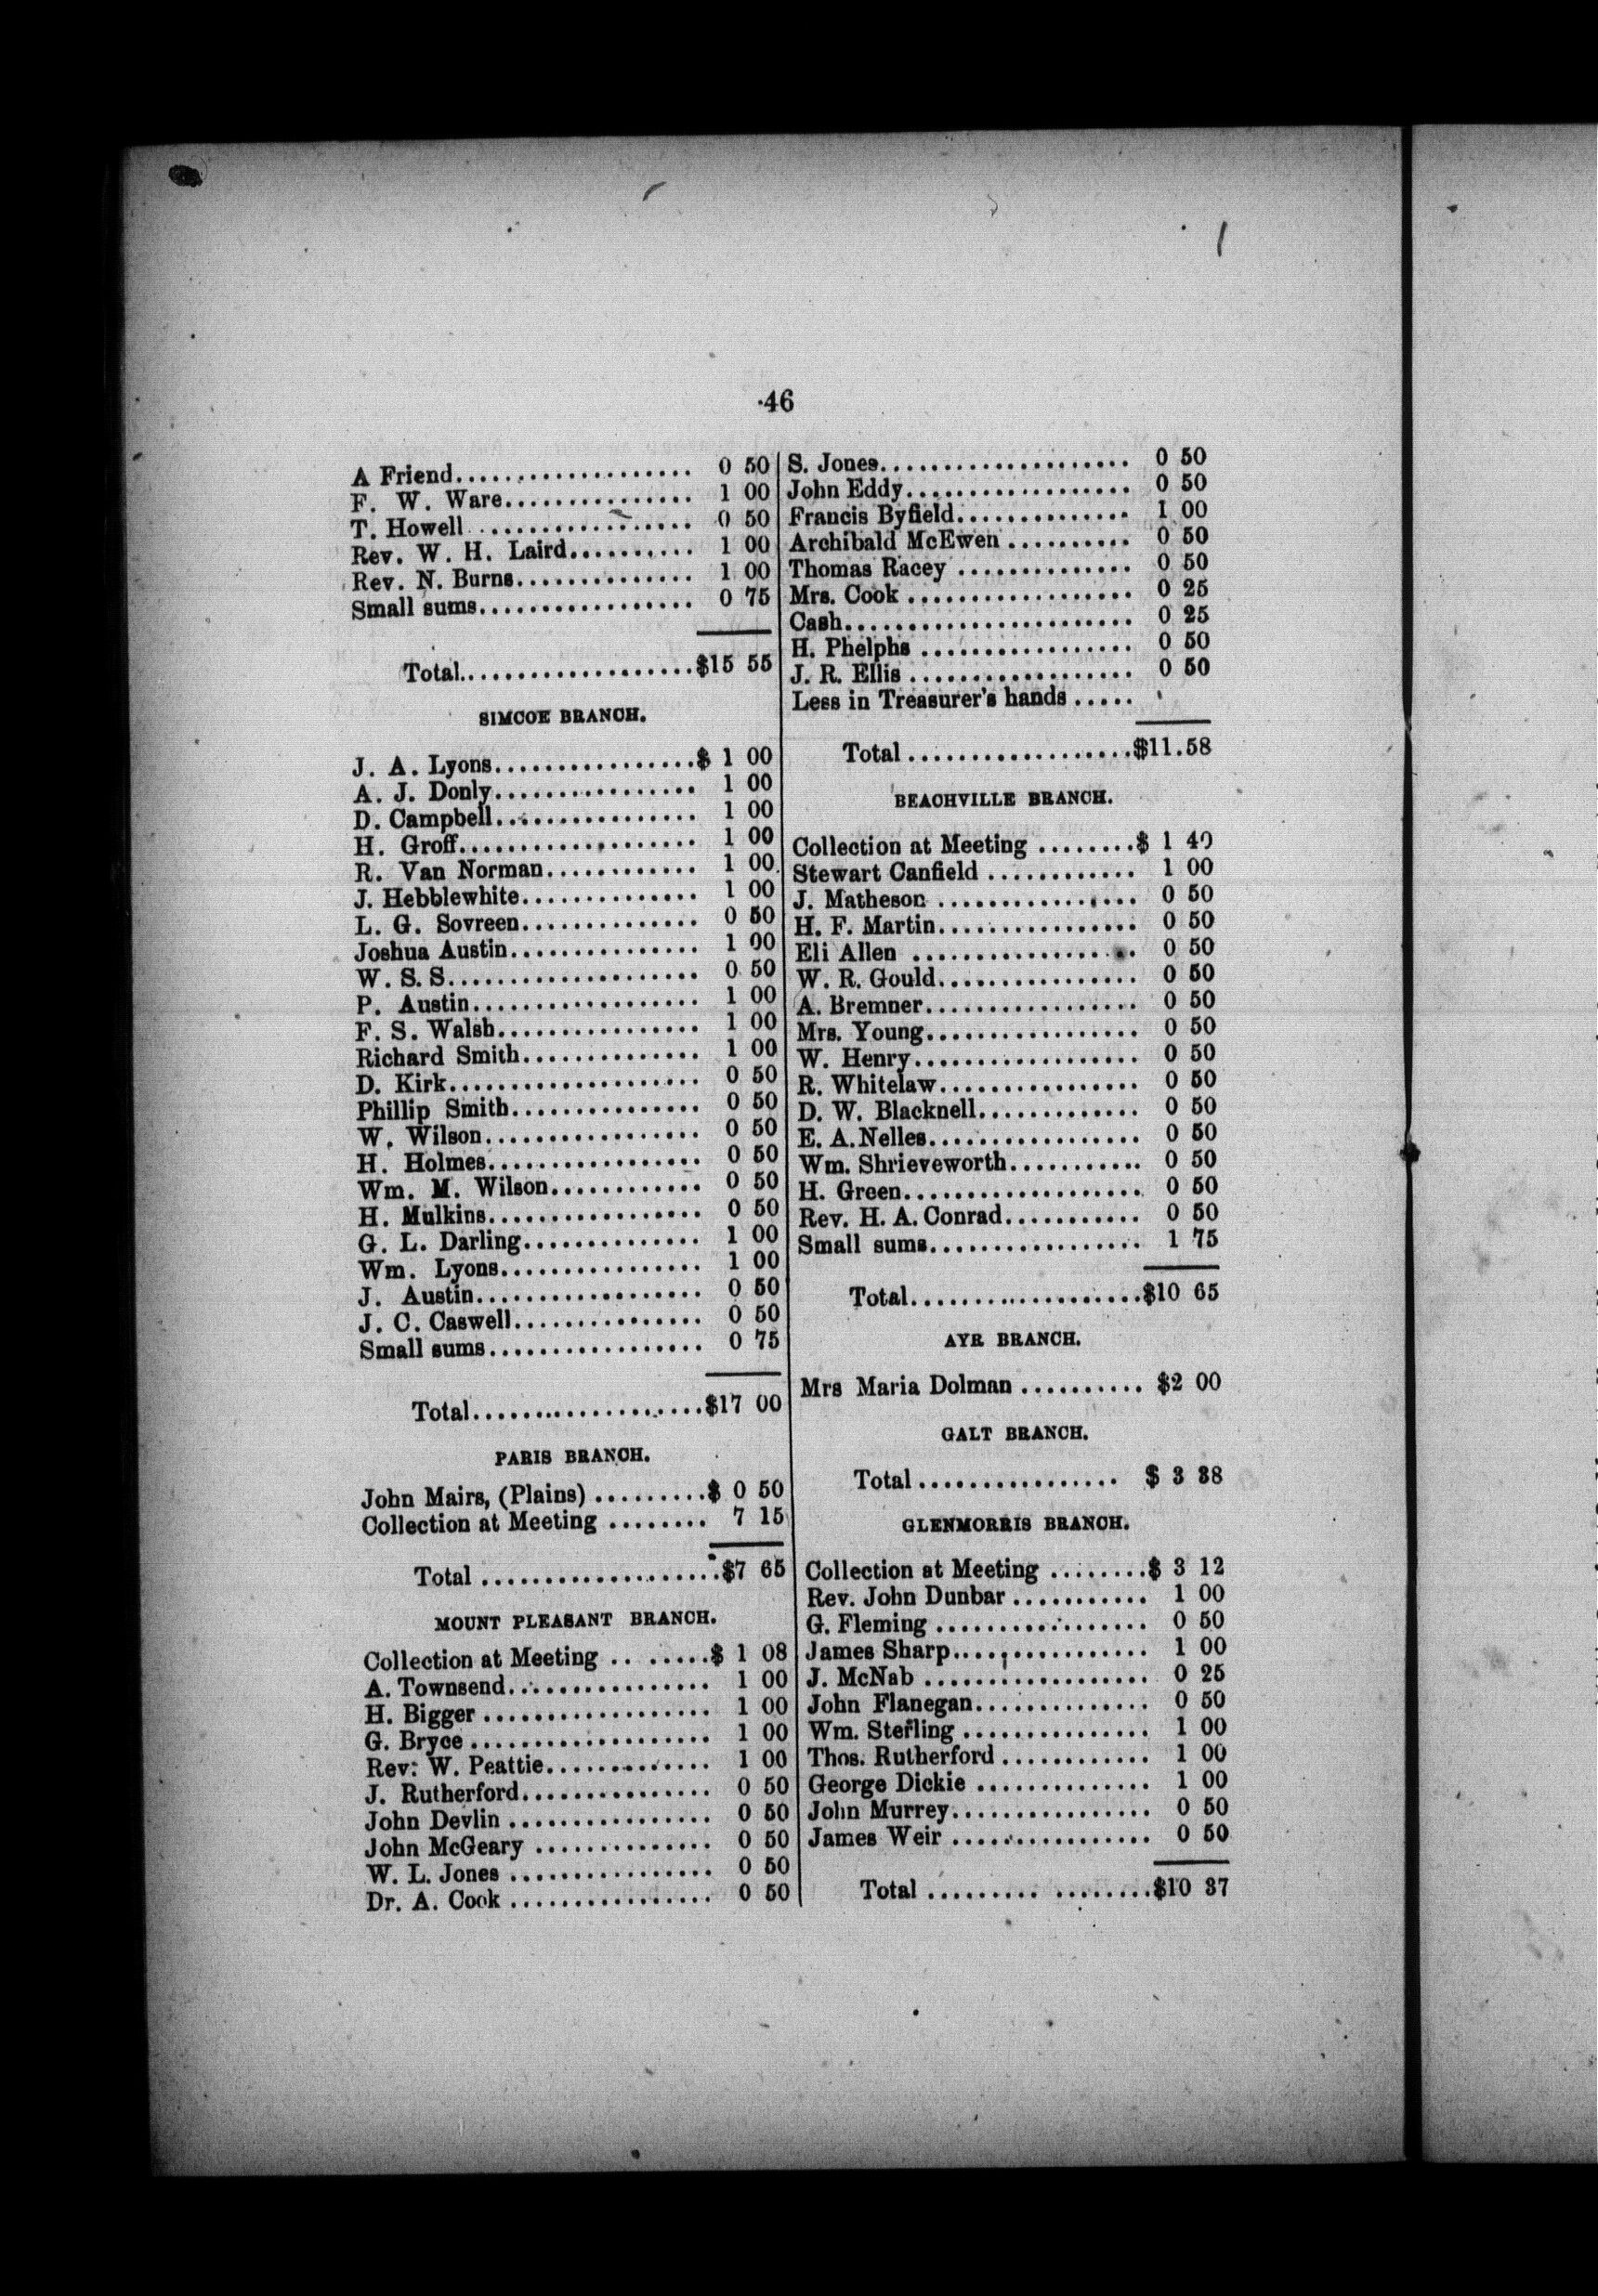 ·46
A Friend................... 0 50
F. W. Ware............... 1 00
T. Howell.................. 0 50
Rev. W. H. Laird.......... 1 00
Rev. N. Burns.............. 1 00
Small sums................. 0 75
Total...................$15 55
SIMCOE BRANCH.
J. A. Lyons................$ 1 00
A. J. Donly................ 1 00
D. Campbell................ 1 00
H. Groff................... 1 00
R. Van Norman............ 1 00
J. Hebblewhite.............. 1 00
L. G. Sovreen.............. 0 50
Joshua Austin............... 1 00
W. S. S.................... 0 50
P. Austin.................. 1 00
F. S. Walsh................ 1 00
Richard Smith.............. 1 00
D. Kirk.................... 0 50
Phillip Smith............... 0 50
W. Wilson................. 0 50
H. Holmes................. 0 50
Wm. M. Wilson............ 0 50
H. Mulkins................. 0 50
G. L. Darling.............. 1 00
Wm. Lyons................ 1 00
J. Austin.................. 0 50
J. C. Caswell............... 0 50
Small sums................. 0 75
Total...................$17 00
PARIS BRANCH.
John Mairs, (Plains) .........$ 0 50
Collection at Meeting ........ 7 15
Total ...................$7 65
MOUNT PLEASANT BRANCH.
Collection at Meeting ........$ 1 08
A. Townsend................ 1 00
H. Bigger .................. 1 00
G. Bryce ................... 1 00
Rev: W. Peattie............. 1 00
J. Rutherford............... 0 50
John Devlin ................ 0 50
John McGeary .............. 0 50
W. L. Jones ................ 0 50
Dr. A. Cook ................ 0 50
S. Jones.................... 0 50
John Eddy.................. 0 50
Francis Byfield.............. 1 00
Archibald McEwen .......... 0 50
Thomas Racey .............. 0 50
Mrs. Cook .................. 0 25
Cash....................... 0 25
H. Phelphs ................. 0 50
J. R. Ellis .................. 0 50
Less in Treasurer's hands .....
Total ..................$11.58
BEACHVILLE BRANCH.
Collection at Meeting ........$ 1 40
Stewart Canfield ............ 1 00
J. Matheson ................ 0 50
H. F. Martin................ 0 50
Eli Allen .................. 0 50
W. R. Gould................ 0 50
A. Bremner................. 0 50
Mrs. Young................. 0 50
W. Henry.................. 0 50
R. Whitelaw................ 0 50
D. W. Blacknell............. 0 50
E. A. Nelles................. 0 50
Wm. Shrieveworth........... 0 50
H. Green................... 0 50
Rev. H. A. Conrad........... 0 50
Small sums................. 1 75
Total...................$10 65
AYR BRANCH.
Mrs Maria Dolman .......... $2 00
GALT BRANCH.
Total ................ $ 3 38
GLENMORRIS BRANCH.
Collection at Meeting ........$ 3 12
Rev. John Dunbar ........... 1 00
G. Fleming ................. 0 50
James Sharp................ 1 00
J. McNab .................. 0 25
John Flanegan.............. 0 50
Wm. Sterling ............... 1 00
Thos. Rutherford ............ 1 00
George Dickie .............. 1 00
John Murrey................ 0 50
James Weir ................ 0 50
Total ......... ........$10 37